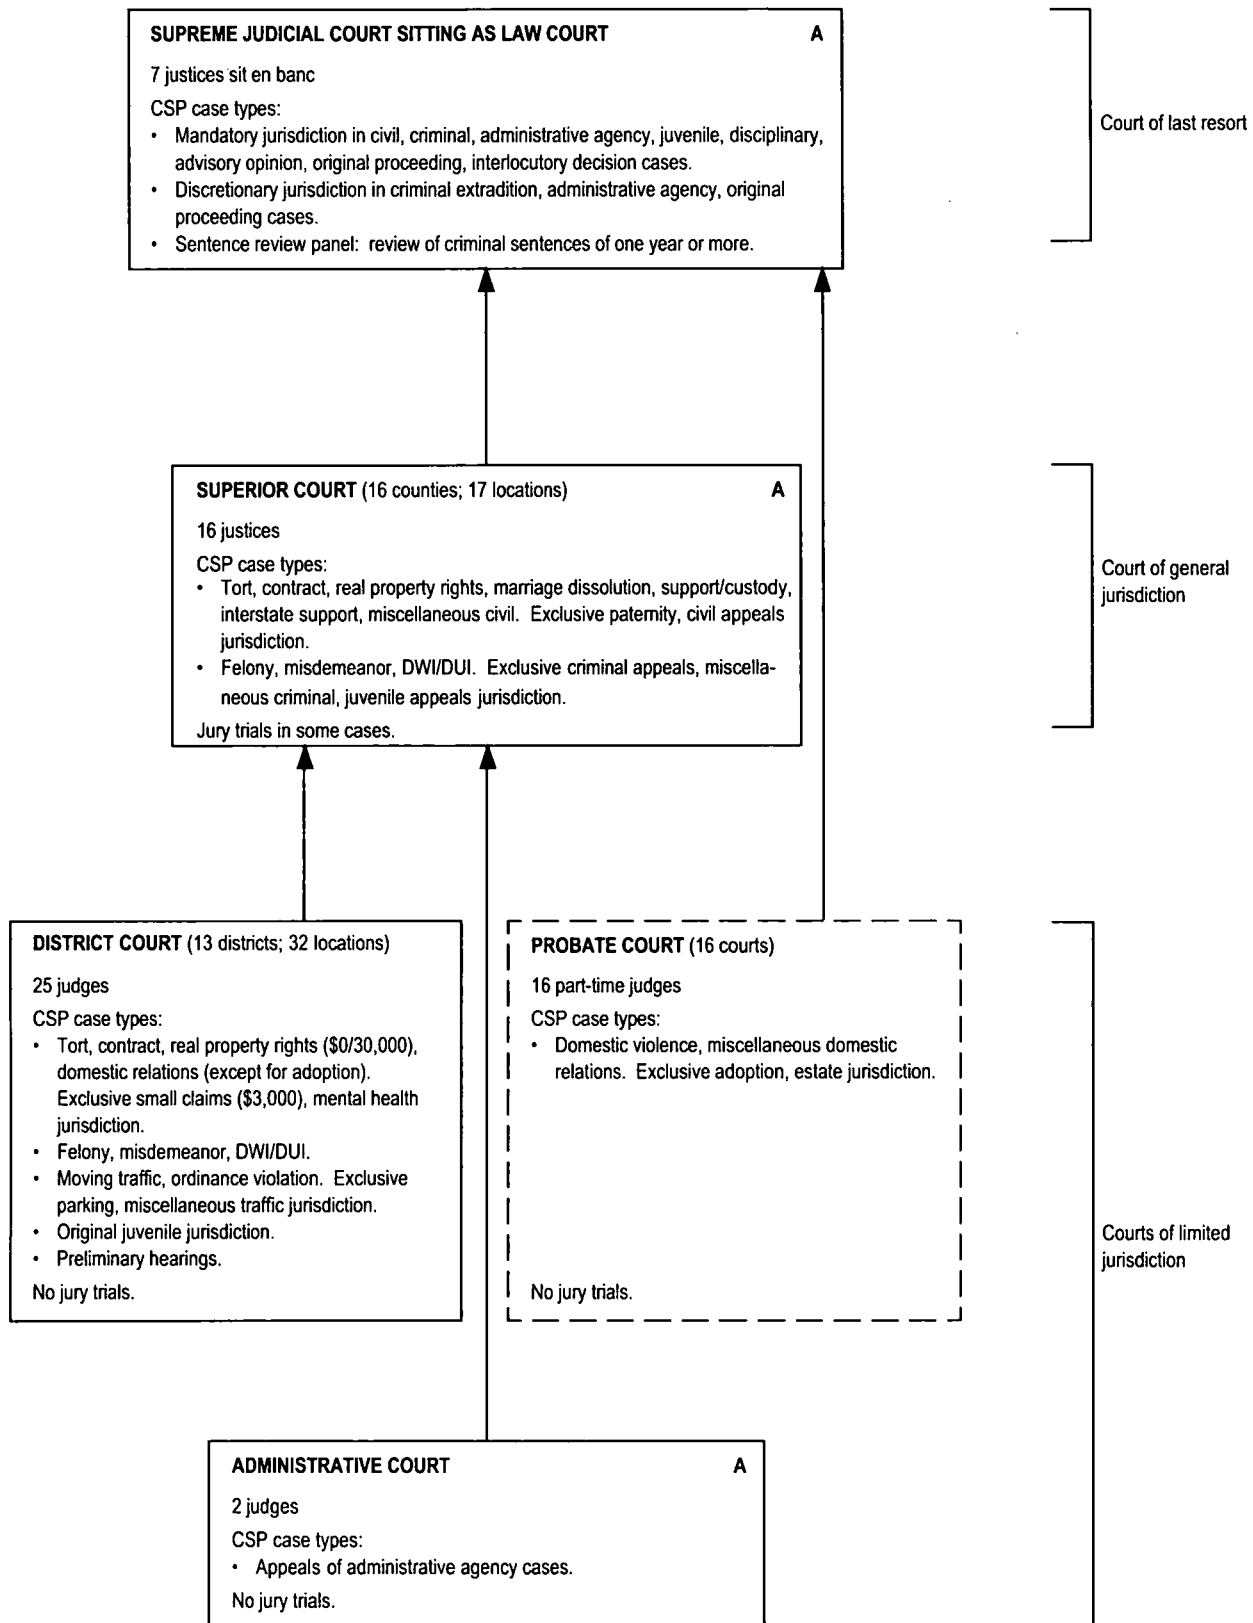 SUPREME JUDICIAL COURT SITTING AS LAW COURT A
7 justices sit en banc
CSP case types:
• Mandatory jurisdiction in civil, criminal, administrative agency, juvenile, disciplinary,
advisory opinion, original proceeding, interlocutory decision cases.
• Discretionary jurisdiction in criminal extradition, administrative agency, original
proceeding cases.
• Sentence review panel: review of criminal sentences of one year or more.
Court of last resort
SUPERIOR COURT (16 counties; 17 locations) A
16 justices
CSP case types:
• Tort, contract, real property rights, marriage dissolution, support/custody,
interstate support, miscellaneous civil. Exclusive paternity, civil appeals
jurisdiction.
• Felony, misdemeanor, DWI/DUI. Exclusive criminal appeals, miscella-
neous criminal, juvenile appeals jurisdiction.
Jury trials in some cases.
Court of general
jurisdiction
DISTRICT COURT (13 districts; 32 locations)
25 judges
CSP case types:
• Tort, contract, real property rights ($0/30,000),
domestic relations (except for adoption).
Exclusive small claims ($3,000), mental health
jurisdiction.
• Felony, misdemeanor, DWI/DUI.
• Moving traffic, ordinance violation. Exclusive
parking, miscellaneous traffic jurisdiction.
• Original juvenile jurisdiction.
• Preliminary hearings.
No jury trials.
PROBATE COURT (16 courts)
16 part-time judges
CSP case types:
• Domestic violence, miscellaneous domestic
relations. Exclusive adoption, estate jurisdiction.
No jury trials.
Courts of limited
jurisdiction
ADMINISTRATIVE COURT A
2 judges
CSP case types:
• Appeals of administrative agency cases.
No jury trials.